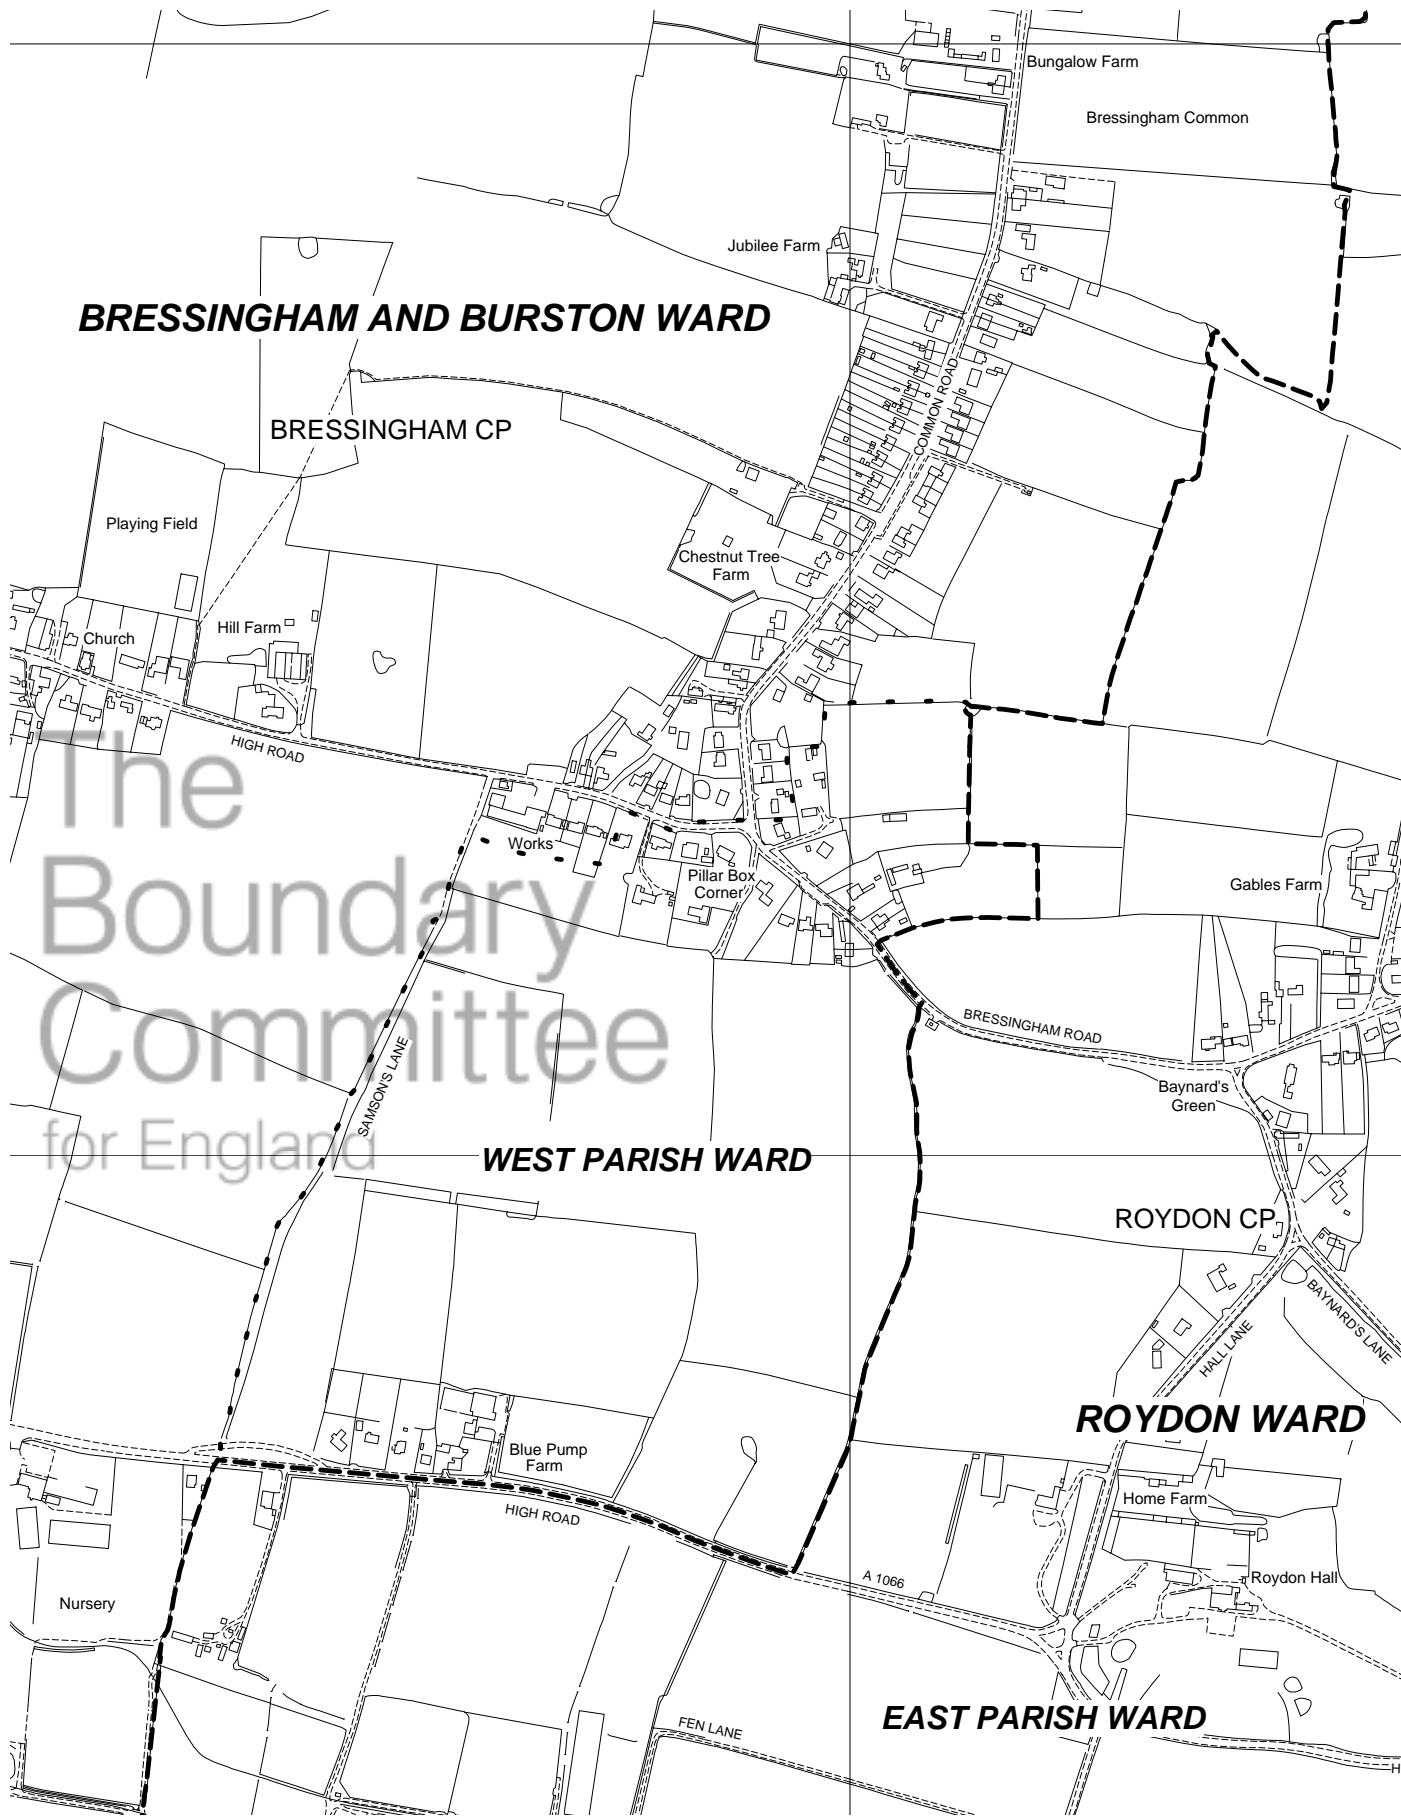 Bungalow Farm
Bressingham Common
Jubilee Farm
BRESSINGHAM AND BURSTON WARD
COMMON ROAD
BRESSINGHAM CP
Playing Field
Chestnut Tree
Farm
Hill Farm
Church
HIGH ROAD
The
Boundary
Committee
for England
Works
Pillar Box
Corner
Gables Farm
BRESSINGHAM ROAD
SAMSON'S LANE
Baynard's
Green
WEST PARISH WARD
ROYDON CP
BAYNARD'S LANE
HALL LANE
ROYDON WARD
Blue Pump
Farm
HIGH ROAD
Home Farm
A 1066
Roydon Hall
Nursery
EAST PARISH WARD
FEN LANE
H